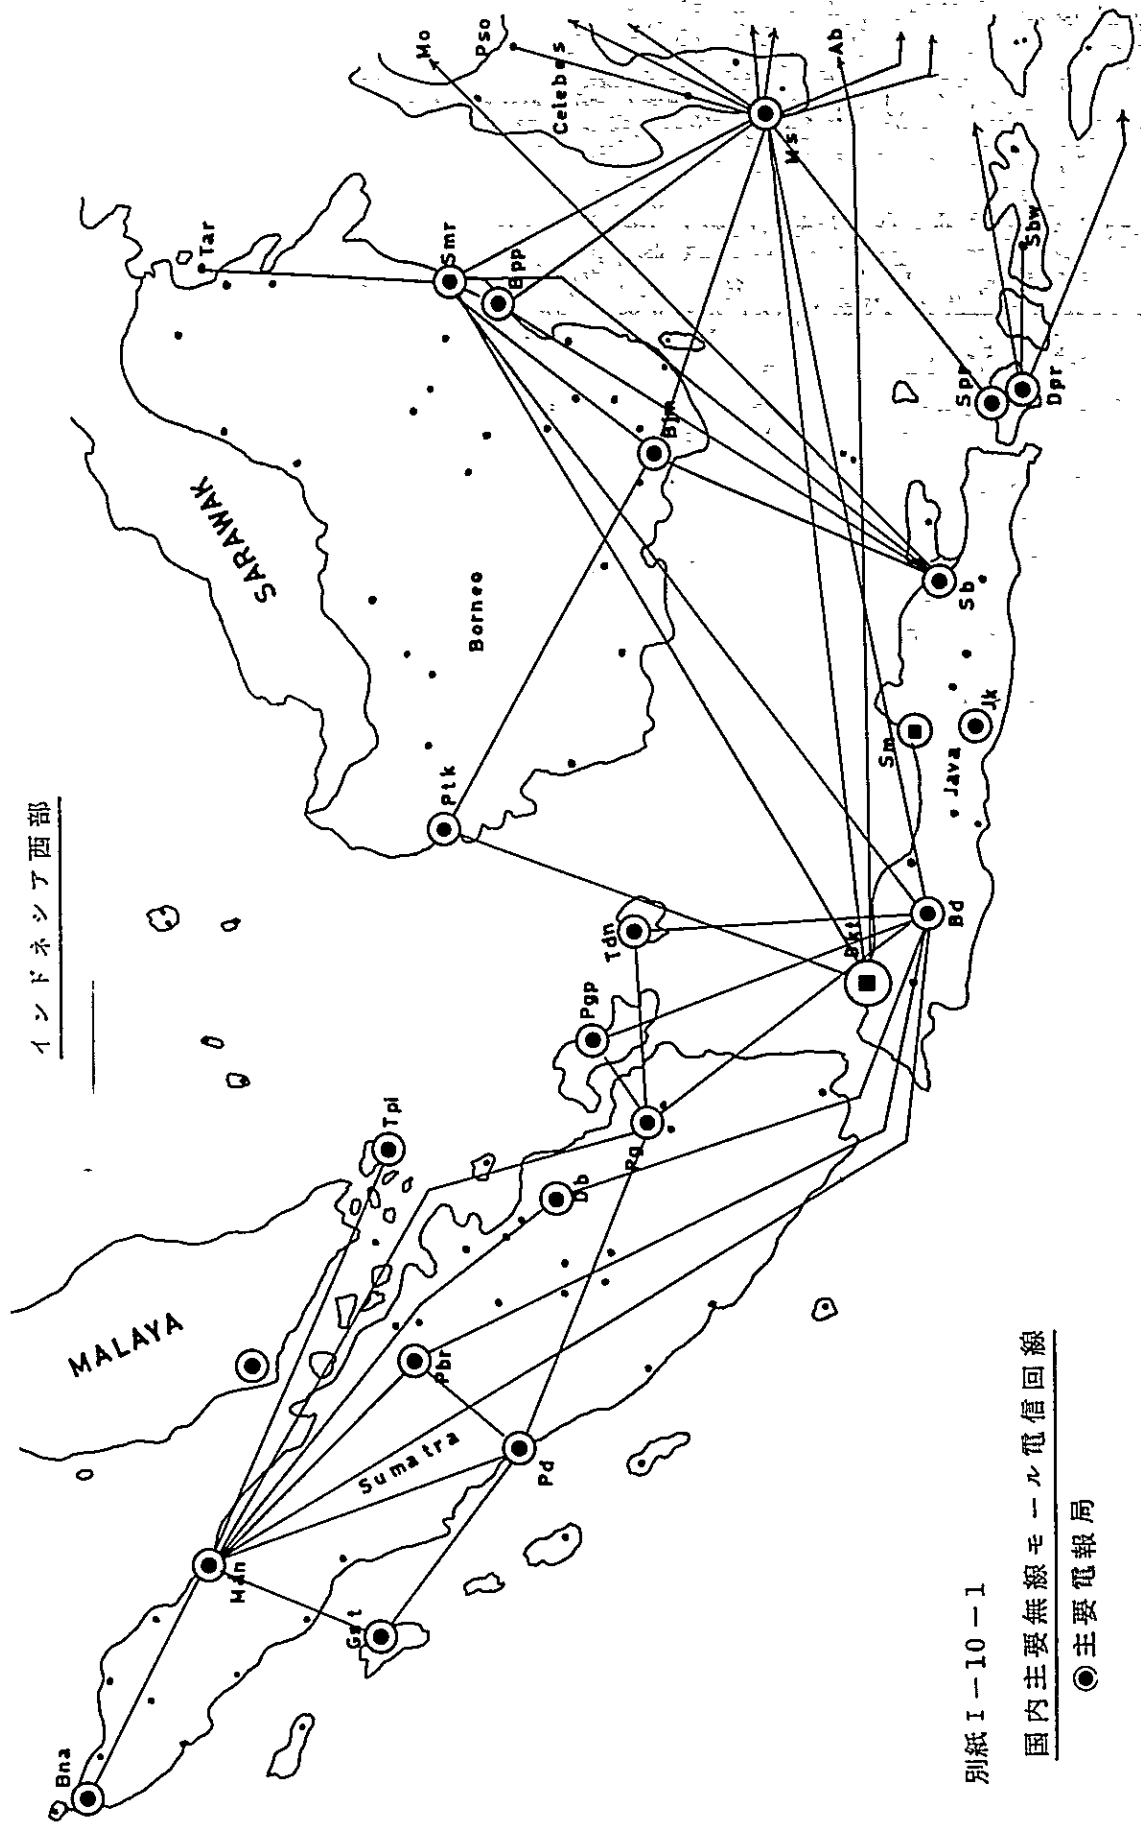 インドネシア西部
Bna
MALAYA
SARAWAK
Tar
Mo
Pso
Celebes
Man
Tpi
Smr
Bpp
Gst
Sumatra
Pbr
Ptk
Borneo
Pd
Db
Pgp
Tdn
Bjm
Pg
Ms
Ab
Bkt
Sm
Bd
Java
Jk
Sb
Spr
Dpr
Sbw
別紙Ⅰ-10-1
国内主要無線モールㇲ電信回線
◉主要電報局